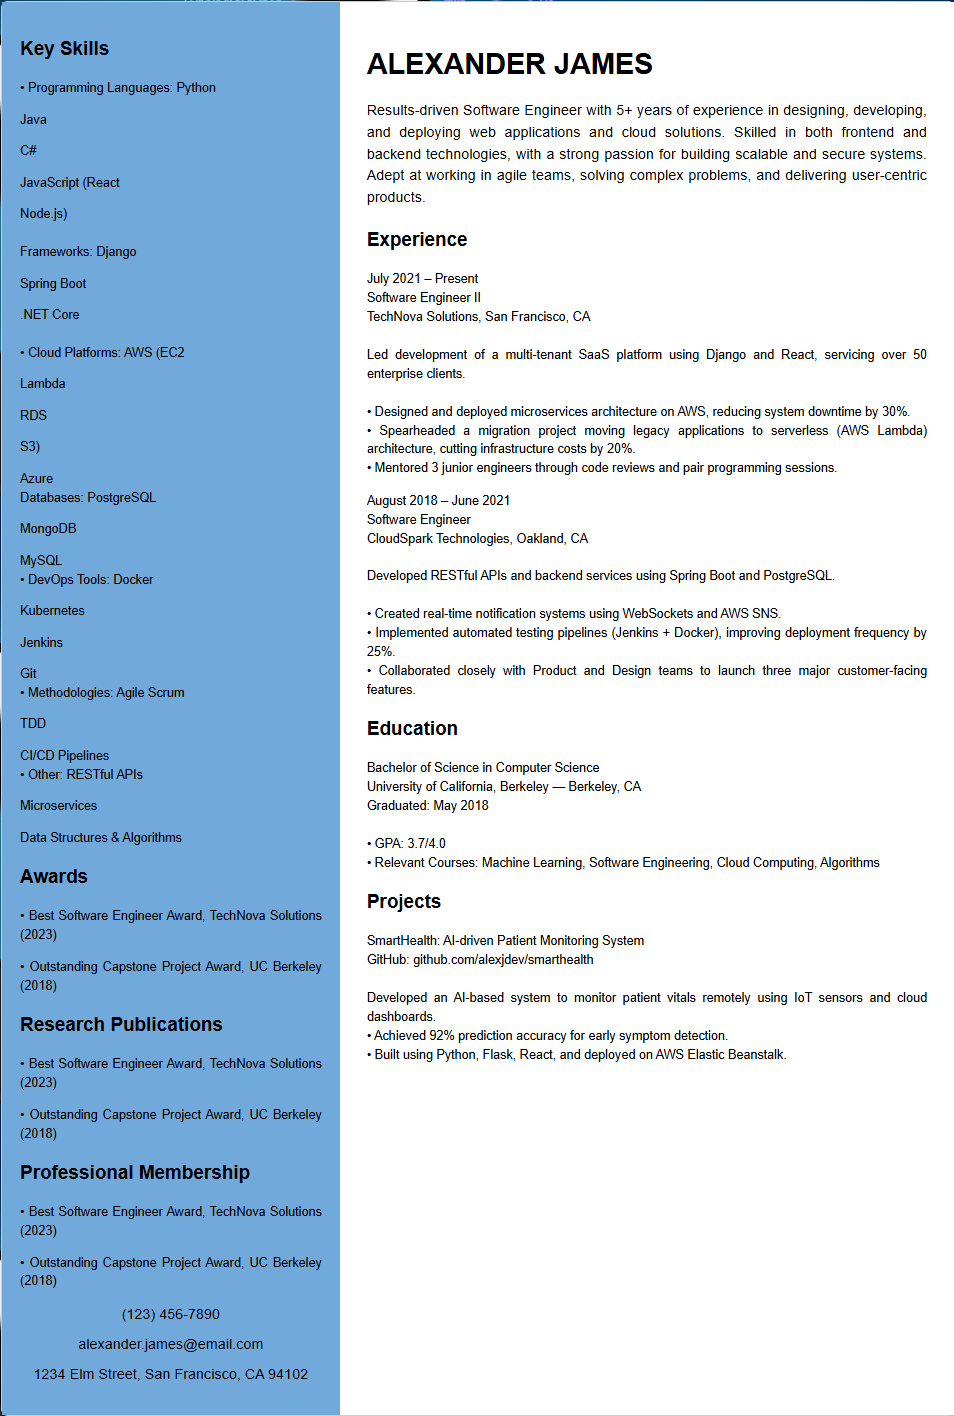 Key Skills
• Programming Languages: Python
Java
C#
JavaScript (React
Node.js)
Frameworks: Django
Spring Boot
.NET Core
• Cloud Platforms: AWS (EC2
Lambda
RDS
S3)
Azure
Databases: PostgreSQL
MongoDB
MySQL
• DevOps Tools: Docker
Kubernetes
Jenkins
Git
• Methodologies: Agile Scrum
TDD
CI/CD Pipelines
• Other: RESTful APIs
Microservices
Data Structures & Algorithms
Awards
• Best Software Engineer Award, TechNova Solutions
(2023)
• Outstanding Capstone Project Award, UC Berkeley
(2018)
Research Publications
• Best Software Engineer Award, TechNova Solutions
(2023)
• Outstanding Capstone Project Award, UC Berkeley
(2018)
Professional Membership
• Best Software Engineer Award, TechNova Solutions
(2023)
• Outstanding Capstone Project Award, UC Berkeley
(2018)
(123) 456-7890
alexander.james@email.com
1234 Elm Street, San Francisco, CA 94102
ALEXANDER JAMES
Results-driven Software Engineer with 5+ years of experience in designing, developing,
and deploying web applications and cloud solutions. Skilled in both frontend and
backend technologies, with a strong passion for building scalable and secure systems.
Adept at working in agile teams, solving complex problems, and delivering user-centric
products.
Experience
July 2021 – Present
Software Engineer II
TechNova Solutions, San Francisco, CA
Led development of a multi-tenant SaaS platform using Django and React, servicing over 50
enterprise clients.
• Designed and deployed microservices architecture on AWS, reducing system downtime by 30%.
• Spearheaded a migration project moving legacy applications to serverless (AWS Lambda)
architecture, cutting infrastructure costs by 20%.
• Mentored 3 junior engineers through code reviews and pair programming sessions.
August 2018 – June 2021
Software Engineer
CloudSpark Technologies, Oakland, CA
Developed RESTful APIs and backend services using Spring Boot and PostgreSQL.
• Created real-time notification systems using WebSockets and AWS SNS.
• Implemented automated testing pipelines (Jenkins + Docker), improving deployment frequency by
25%.
• Collaborated closely with Product and Design teams to launch three major customer-facing
features.
Education
Bachelor of Science in Computer Science
University of California, Berkeley — Berkeley, CA
Graduated: May 2018
• GPA: 3.7/4.0
• Relevant Courses: Machine Learning, Software Engineering, Cloud Computing, Algorithms
Projects
SmartHealth: AI-driven Patient Monitoring System
GitHub: github.com/alexjdev/smarthealth
Developed an AI-based system to monitor patient vitals remotely using IoT sensors and cloud
dashboards.
• Achieved 92% prediction accuracy for early symptom detection.
• Built using Python, Flask, React, and deployed on AWS Elastic Beanstalk.